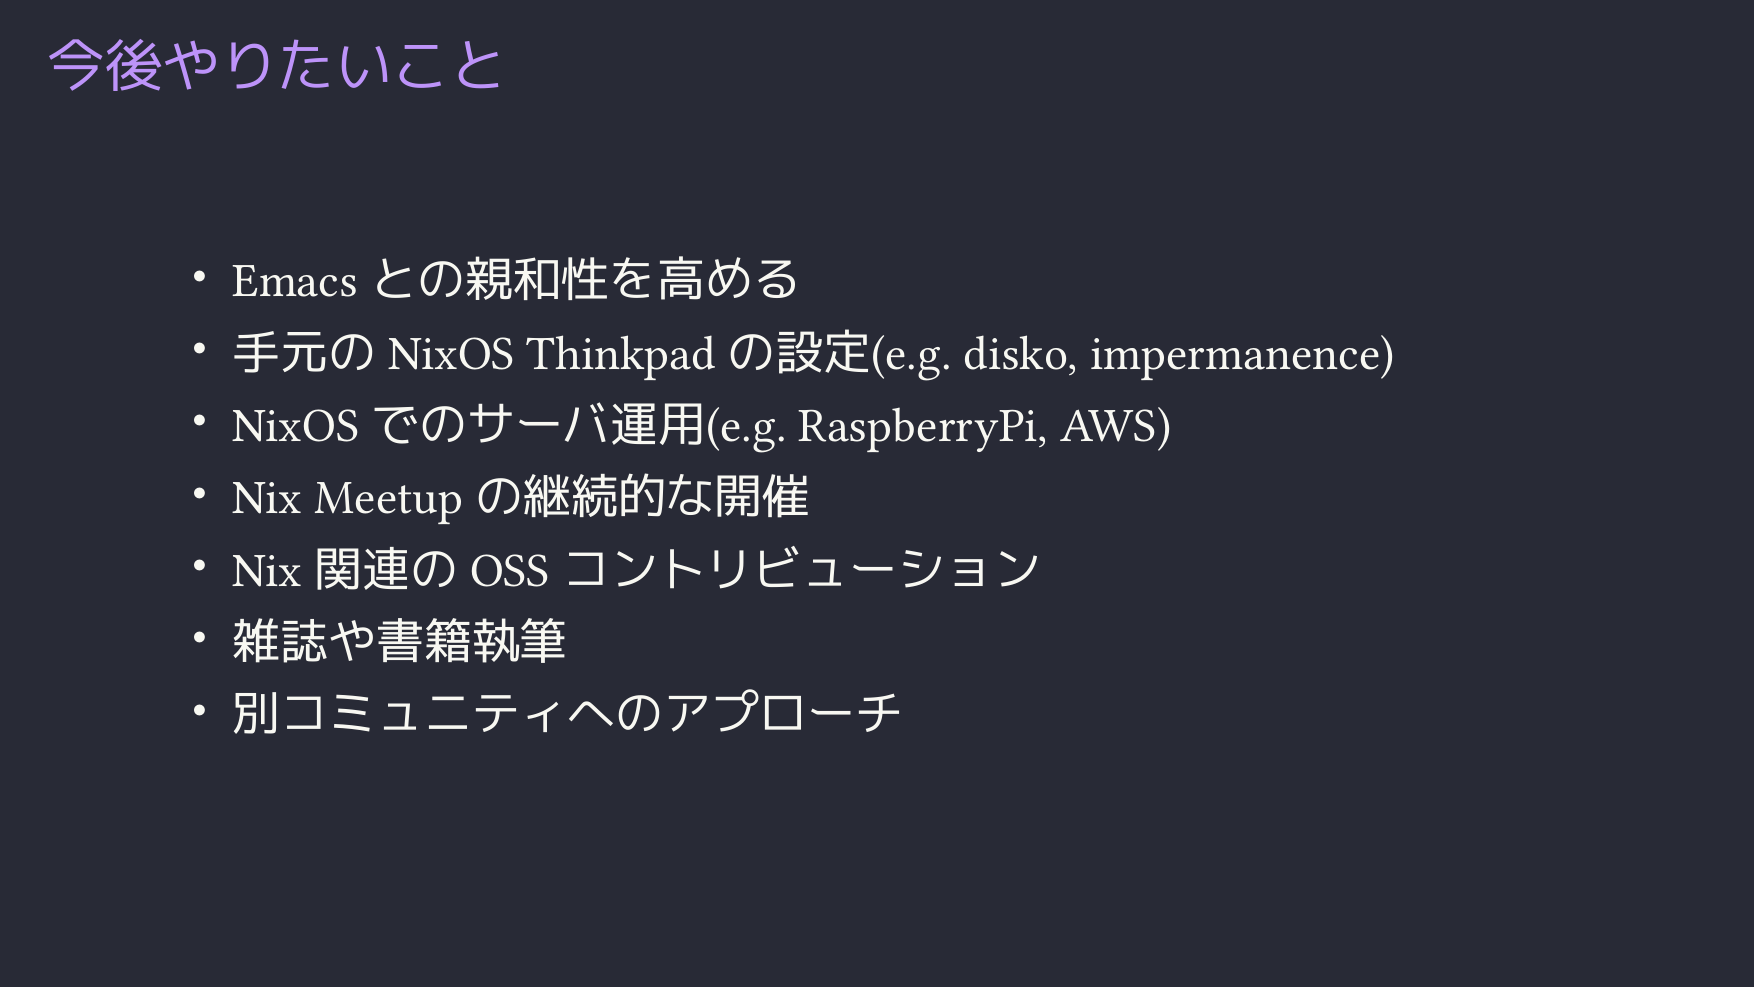 今後やりたいこと
• Emacs との親和性を高める
• 手元の NixOS Thinkpad の設定(e.g. disko, impermanence)
• NixOS でのサーバ運用(e.g. RaspberryPi, AWS)
• Nix Meetup の継続的な開催
• Nix 関連の OSS コントリビューション
• 雑誌や書籍執筆
• 別コミュニティへのアプローチ